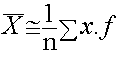 X̅ ≅ 1/n ∑ x.f